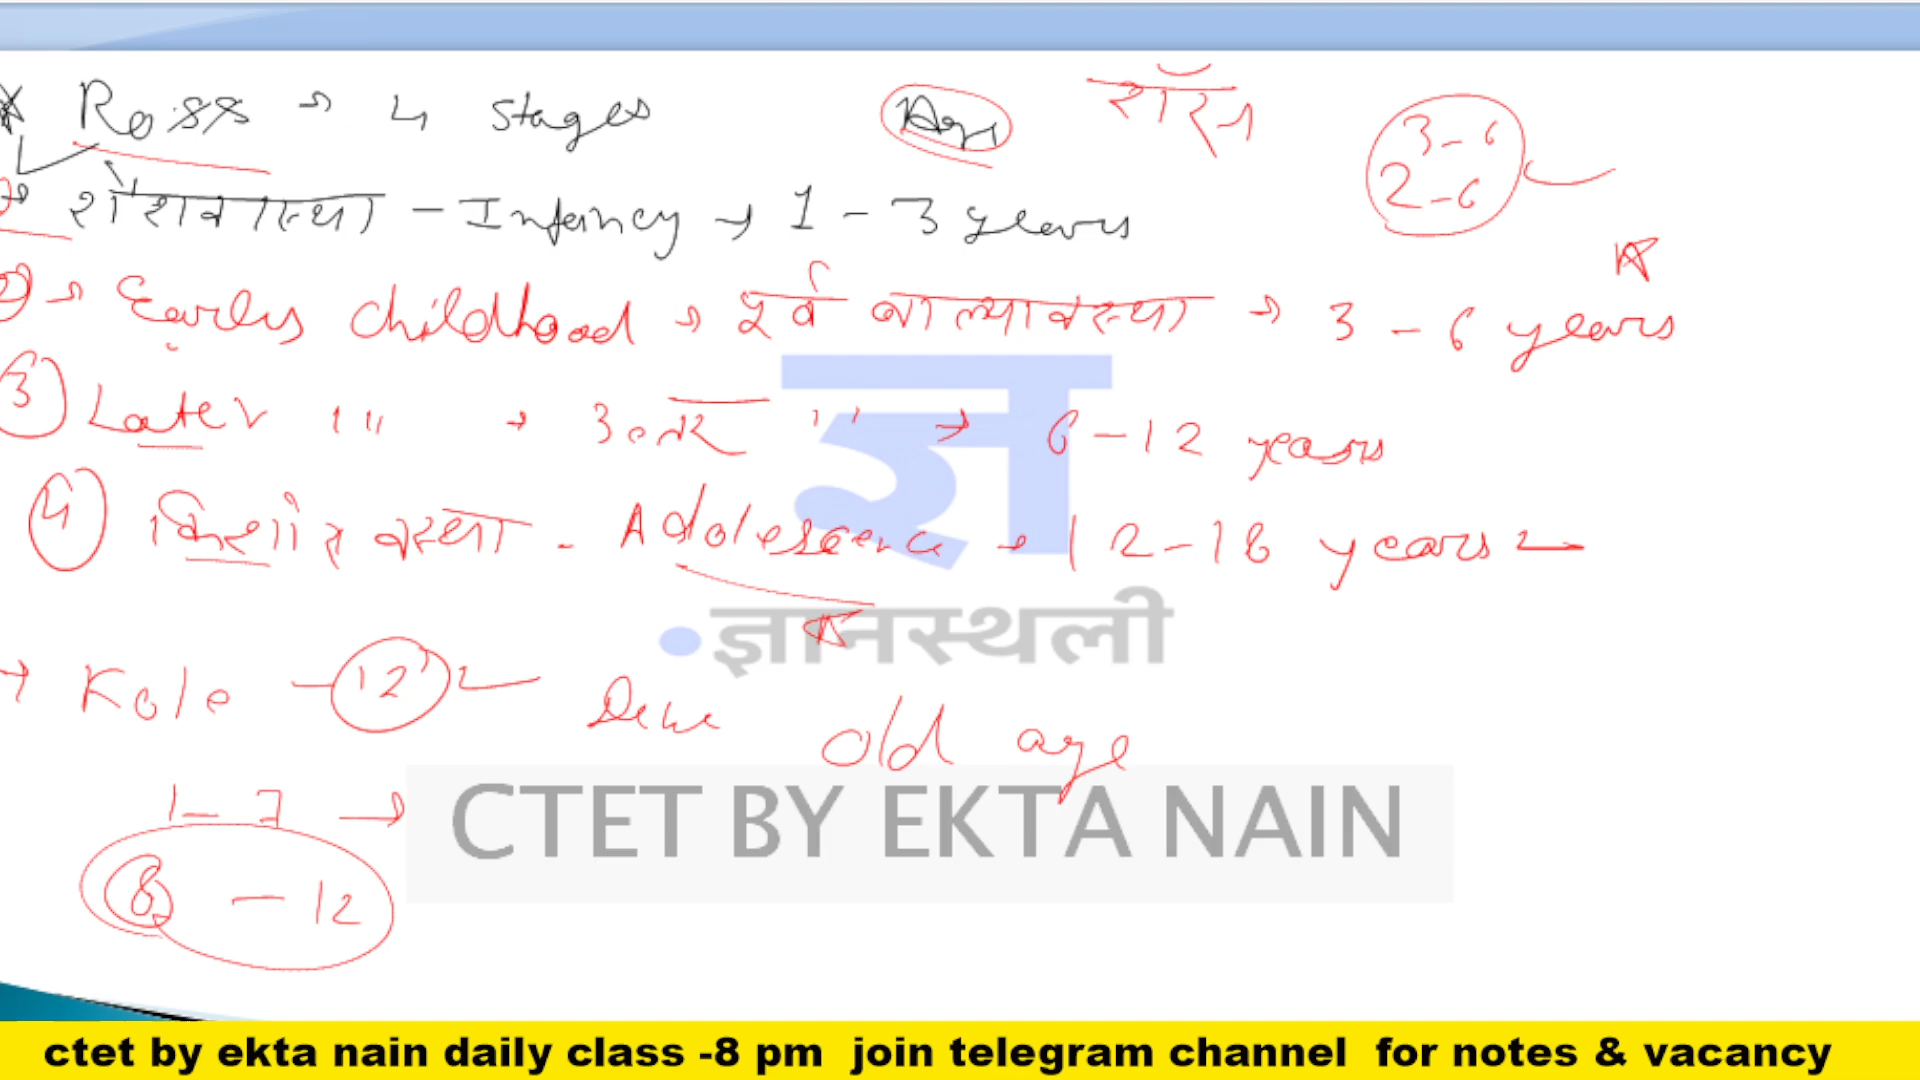 Ross → 4 stages
रॉस
3-6
2-6
शैशवावस्था - Infancy → 1 - 3 years
2 → Early childhood → पूर्व बाल्यावस्था → 3 - 6 years
3 Later " → उत्तर " → 6 - 12 years
4 किशोरावस्था - Adolescence → 12-18 years
ज्ञ
ज्ञानस्थली
→ Kole - 12
old age
1 - 7 →
8 - 12
CTET BY EKTA NAIN
ctet by ekta nain daily class -8 pm join telegram channel for notes & vacancy